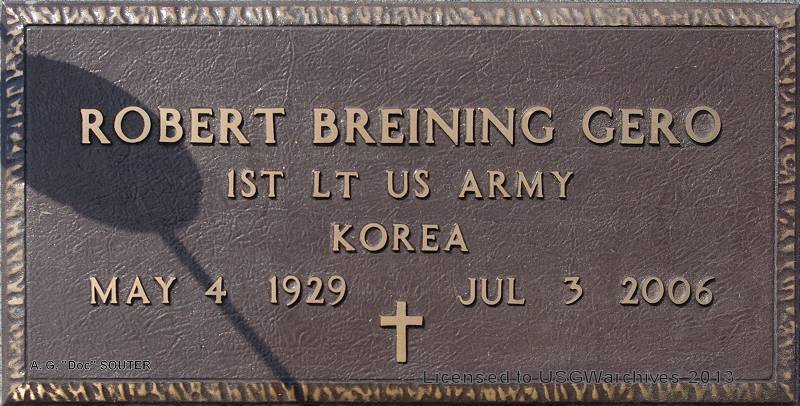 ROBERT BREINING GERO
1ST LT US ARMY
KOREA
MAY 4 1929 JUL 3 2006
A. G. "Doc" SOUTER
Licensed to USGWarchives 2013